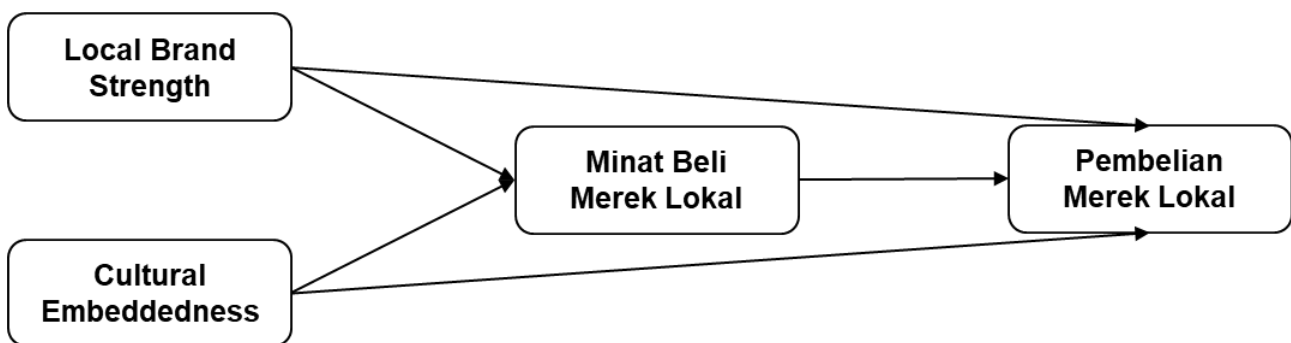 Local Brand
Strength
Minat Beli
Merek Lokal
Pembelian
Merek Lokal
Cultural
Embeddedness